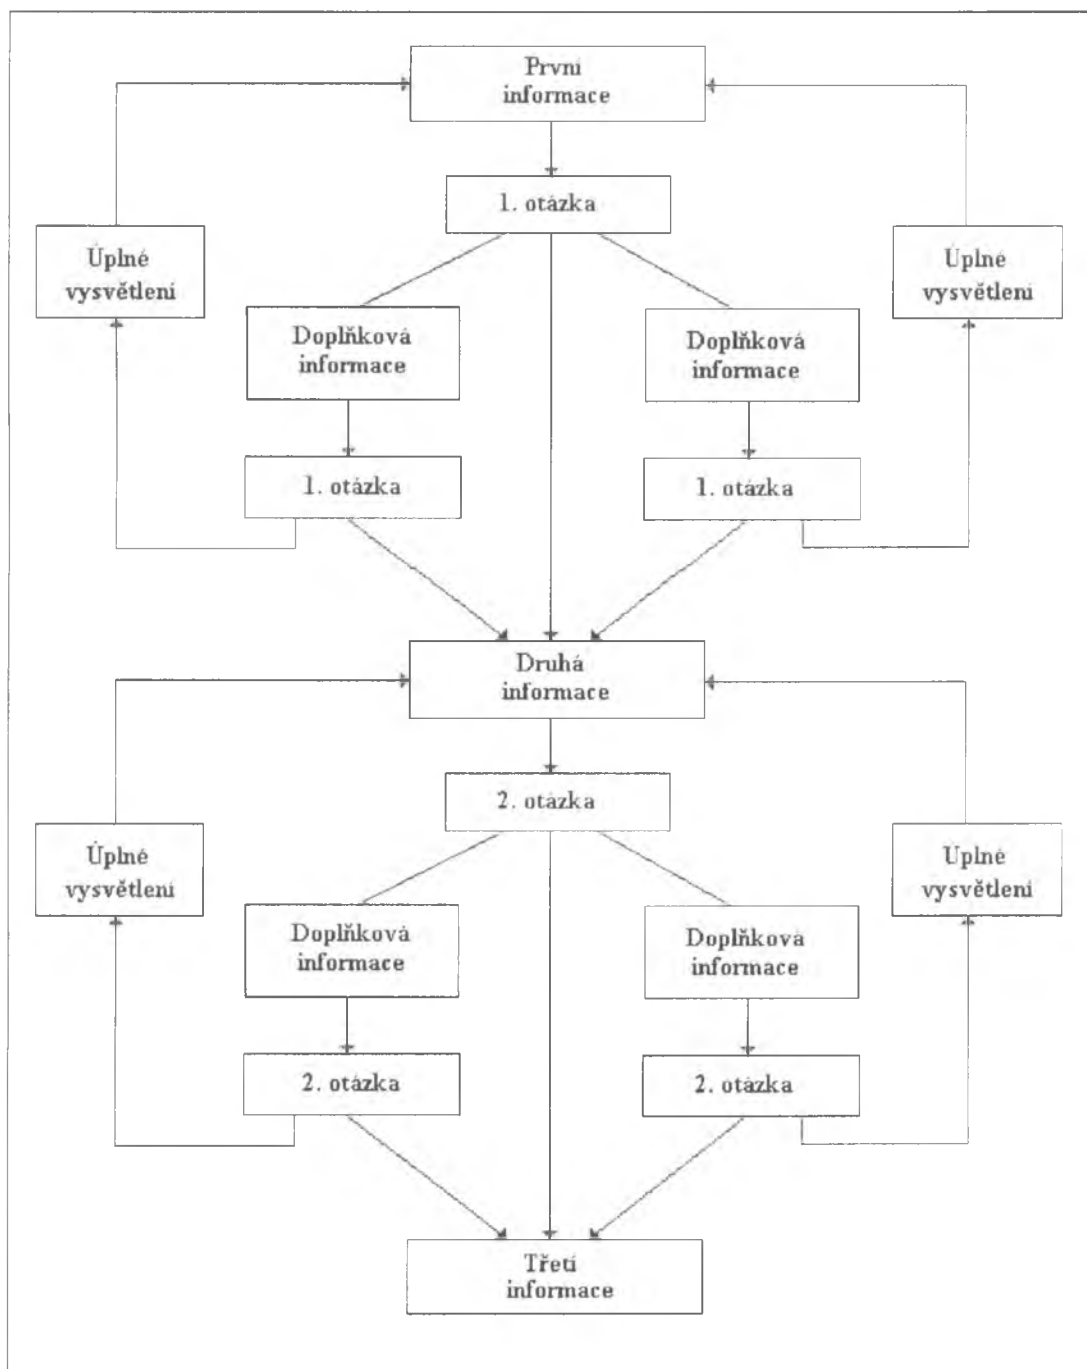 První
informace
1. otázka
Úplné
vysvětlení
Úplné
vysvětlení
Doplňková
informace
Doplňková
informace
1. otázka
1. otázka
Druhá
informace
2. otázka
Úplné
vysvětlení
Úplné
vysvětlení
Doplňková
informace
Doplňková
informace
2. otázka
2. otázka
Třetí
informace